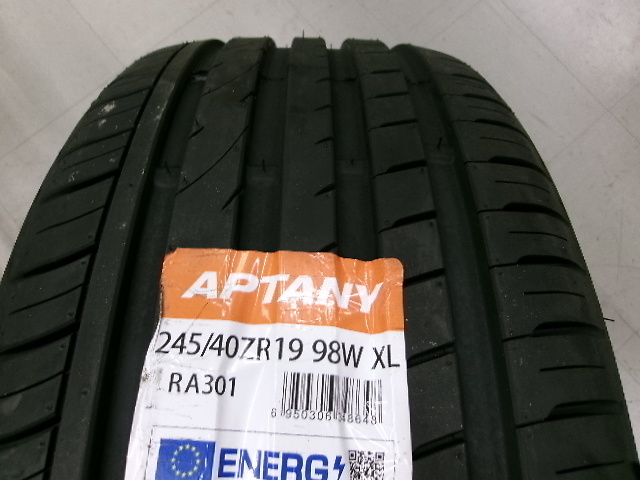 APTANY
245/40ZR19 98W XL
RA301
ENERG